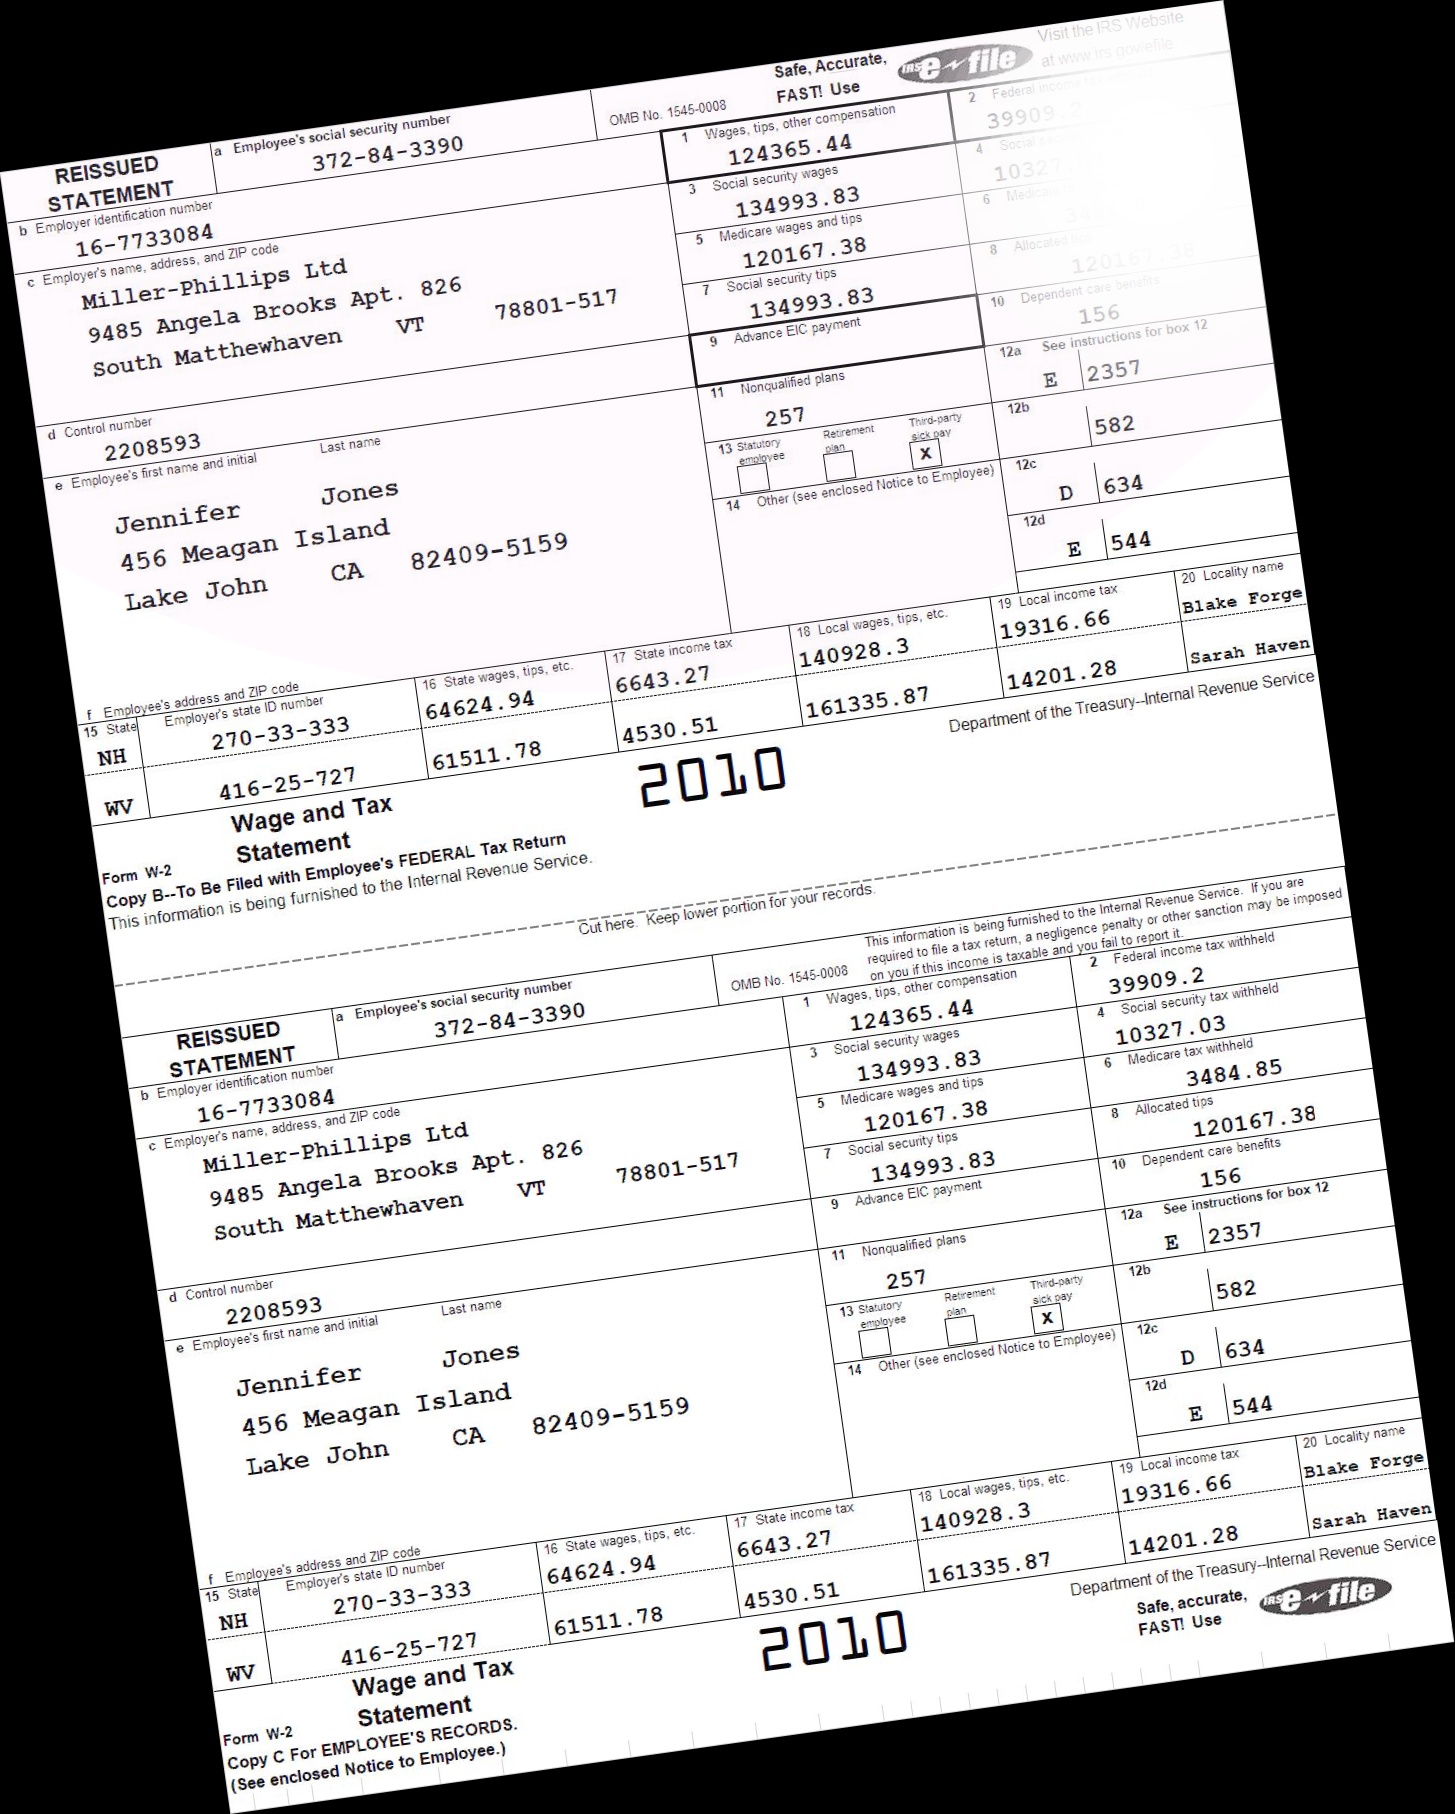 Safe, Accurate, FAST! Use IRS e-file Visit the IRS Website at www.irs.gov/efile
REISSUED STATEMENT
a Employee's social security number 372-84-3390
OMB No. 1545-0008
1 Wages, tips, other compensation 124365.44
2 Federal income
39909.2
3 Social security wages 134993.83
4 Social
10327.
5 Medicare wages and tips 120167.38
6 Medicare
7 Social security tips 134993.83
8 Allocated
120167.38
9 Advance EIC payment
10 Dependent care benefits 156
b Employer identification number
16-7733084
c Employer's name, address, and ZIP code
Miller-Phillips Ltd
9485 Angela Brooks Apt. 826
South Matthewhaven VT 78801-517
11 Nonqualified plans 257
12a See instructions for box 12
E 2357
12b 582
12c D 634
12d E 544
13 Statutory employee Retirement plan Third-party sick pay X
14 Other (see enclosed Notice to Employee)
d Control number
2208593
e Employee's first name and initial Last name
Jennifer Jones
456 Meagan Island
Lake John CA 82409-5159
f Employee's address and ZIP code
15 State Employer's state ID number 16 State wages, tips, etc. 17 State income tax 18 Local wages, tips, etc. 19 Local income tax 20 Locality name
NH 270-33-333 64624.94 6643.27 140928.3 19316.66 Blake Forge
WV 416-25-727 61511.78 4530.51 161335.87 14201.28 Sarah Haven
Form W-2 Wage and Tax Statement 2010 Department of the Treasury--Internal Revenue Service
Copy B--To Be Filed with Employee's FEDERAL Tax Return
This information is being furnished to the Internal Revenue Service.
Cut here. Keep lower portion for your records.
This information is being furnished to the Internal Revenue Service. If you are
required to file a tax return, a negligence penalty or other sanction may be imposed
on you if this income is taxable and you fail to report it.
REISSUED STATEMENT
a Employee's social security number 372-84-3390
OMB No. 1545-0008
1 Wages, tips, other compensation 124365.44
2 Federal income tax withheld 39909.2
3 Social security wages 134993.83
4 Social security tax withheld 10327.03
5 Medicare wages and tips 120167.38
6 Medicare tax withheld 3484.85
7 Social security tips 134993.83
8 Allocated tips 120167.38
9 Advance EIC payment
10 Dependent care benefits 156
b Employer identification number
16-7733084
c Employer's name, address, and ZIP code
Miller-Phillips Ltd
9485 Angela Brooks Apt. 826
South Matthewhaven VT 78801-517
11 Nonqualified plans 257
12a See instructions for box 12
E 2357
12b 582
12c D 634
12d E 544
13 Statutory employee Retirement plan Third-party sick pay X
14 Other (see enclosed Notice to Employee)
d Control number
2208593
e Employee's first name and initial Last name
Jennifer Jones
456 Meagan Island
Lake John CA 82409-5159
f Employee's address and ZIP code
15 State Employer's state ID number 16 State wages, tips, etc. 17 State income tax 18 Local wages, tips, etc. 19 Local income tax 20 Locality name
NH 270-33-333 64624.94 6643.27 140928.3 19316.66 Blake Forge
WV 416-25-727 61511.78 4530.51 161335.87 14201.28 Sarah Haven
Form W-2 Wage and Tax Statement 2010 Department of the Treasury--Internal Revenue Service
Safe, accurate, FAST! Use IRS e-file
Copy C For EMPLOYEE'S RECORDS.
(See enclosed Notice to Employee.)